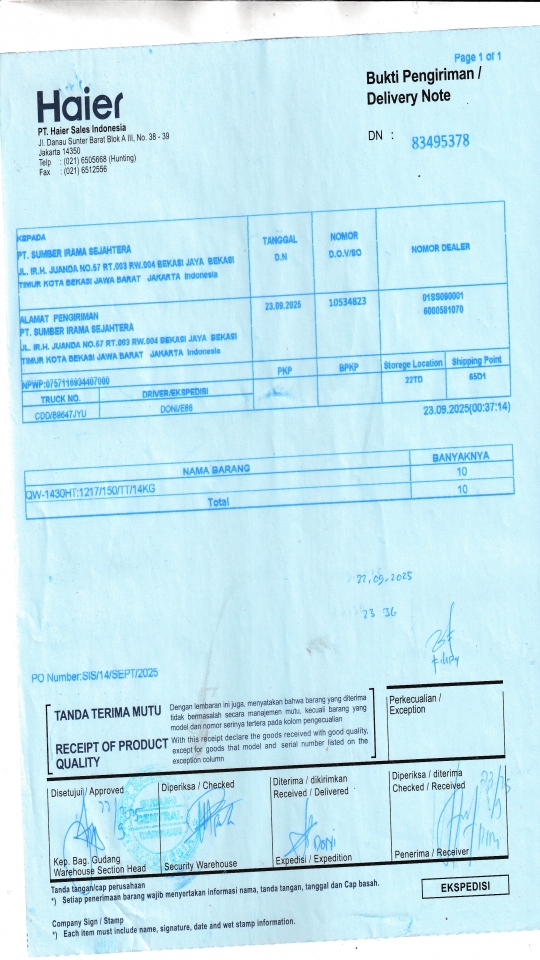 Page 1 of 1
Haier
Bukti Pengiriman /
Delivery Note
PT. Haier Sales Indonesia
Jl. Danau Sunter Barat Blok A III, No. 38 - 39
Jakarta 14350
Telp : (021) 6505668 (Hunting)
Fax : (021) 6512556
DN : 83495378
KEPADA
PT. SUMBER IRAMA SEJAHTERA
JL. IR.H. JUANDA NO.57 RT.003 RW.004 BEKASI JAYA BEKASI
TIMUR KOTA BEKASI JAWA BARAT JAKARTA Indonesia
TANGGAL
D.N
NOMOR
D.O.V/SO
NOMOR DEALER
ALAMAT PENGIRIMAN
PT. SUMBER IRAMA SEJAHTERA
JL. IR.H. JUANDA NO.57 RT.003 RW.004 BEKASI JAYA BEKASI
TIMUR KOTA BEKASI JAWA BARAT JAKARTA Indonesia
23.09.2025
10534823
6000581070
PKP
BPKP
Storege Location
Shipping Point
22TD
TRUCK NO.
DRIVER/EKSPEDISI
DONI/E86
23.09.2025(00:37:14)
NAMA BARANG
BANYAKNYA
QW-1430HT:1217/150/TT/14KG
10
Total
10
22.09.2025
23 36
PO Number:SIS/14/SEPT/2025
TANDA TERIMA MUTU
Dengan lembaran ini juga, menyatakan bahwa barang yang diterima
tidak bermasalah secara manajemen mutu, kecuali barang yang
model dari nomor serinya tertera pada kolom pengecualian
RECEIPT OF PRODUCT
QUALITY
With this receipt declare the goods received with good quality,
except for goods that model and serial number listed on the
exception column
Perkecualian /
Exception
Disetujui / Approved
Kep. Bag. Gudang
Warehouse Section Head
Diperiksa / Checked
Security Warehouse
Diterima / dikirimkan
Received / Delivered
Doni
Expedisi / Expedition
Diperiksa / diterima
Checked / Received
Penerima / Receiver
Tanda tangan/cap perusahaan
*) Setiap penerimaan barang wajib menyertakan informasi nama, tanda tangan, tanggal dan Cap basah.
EKSPEDISI
Company Sign / Stamp
*) Each item must include name, signature, date and wet stamp information.